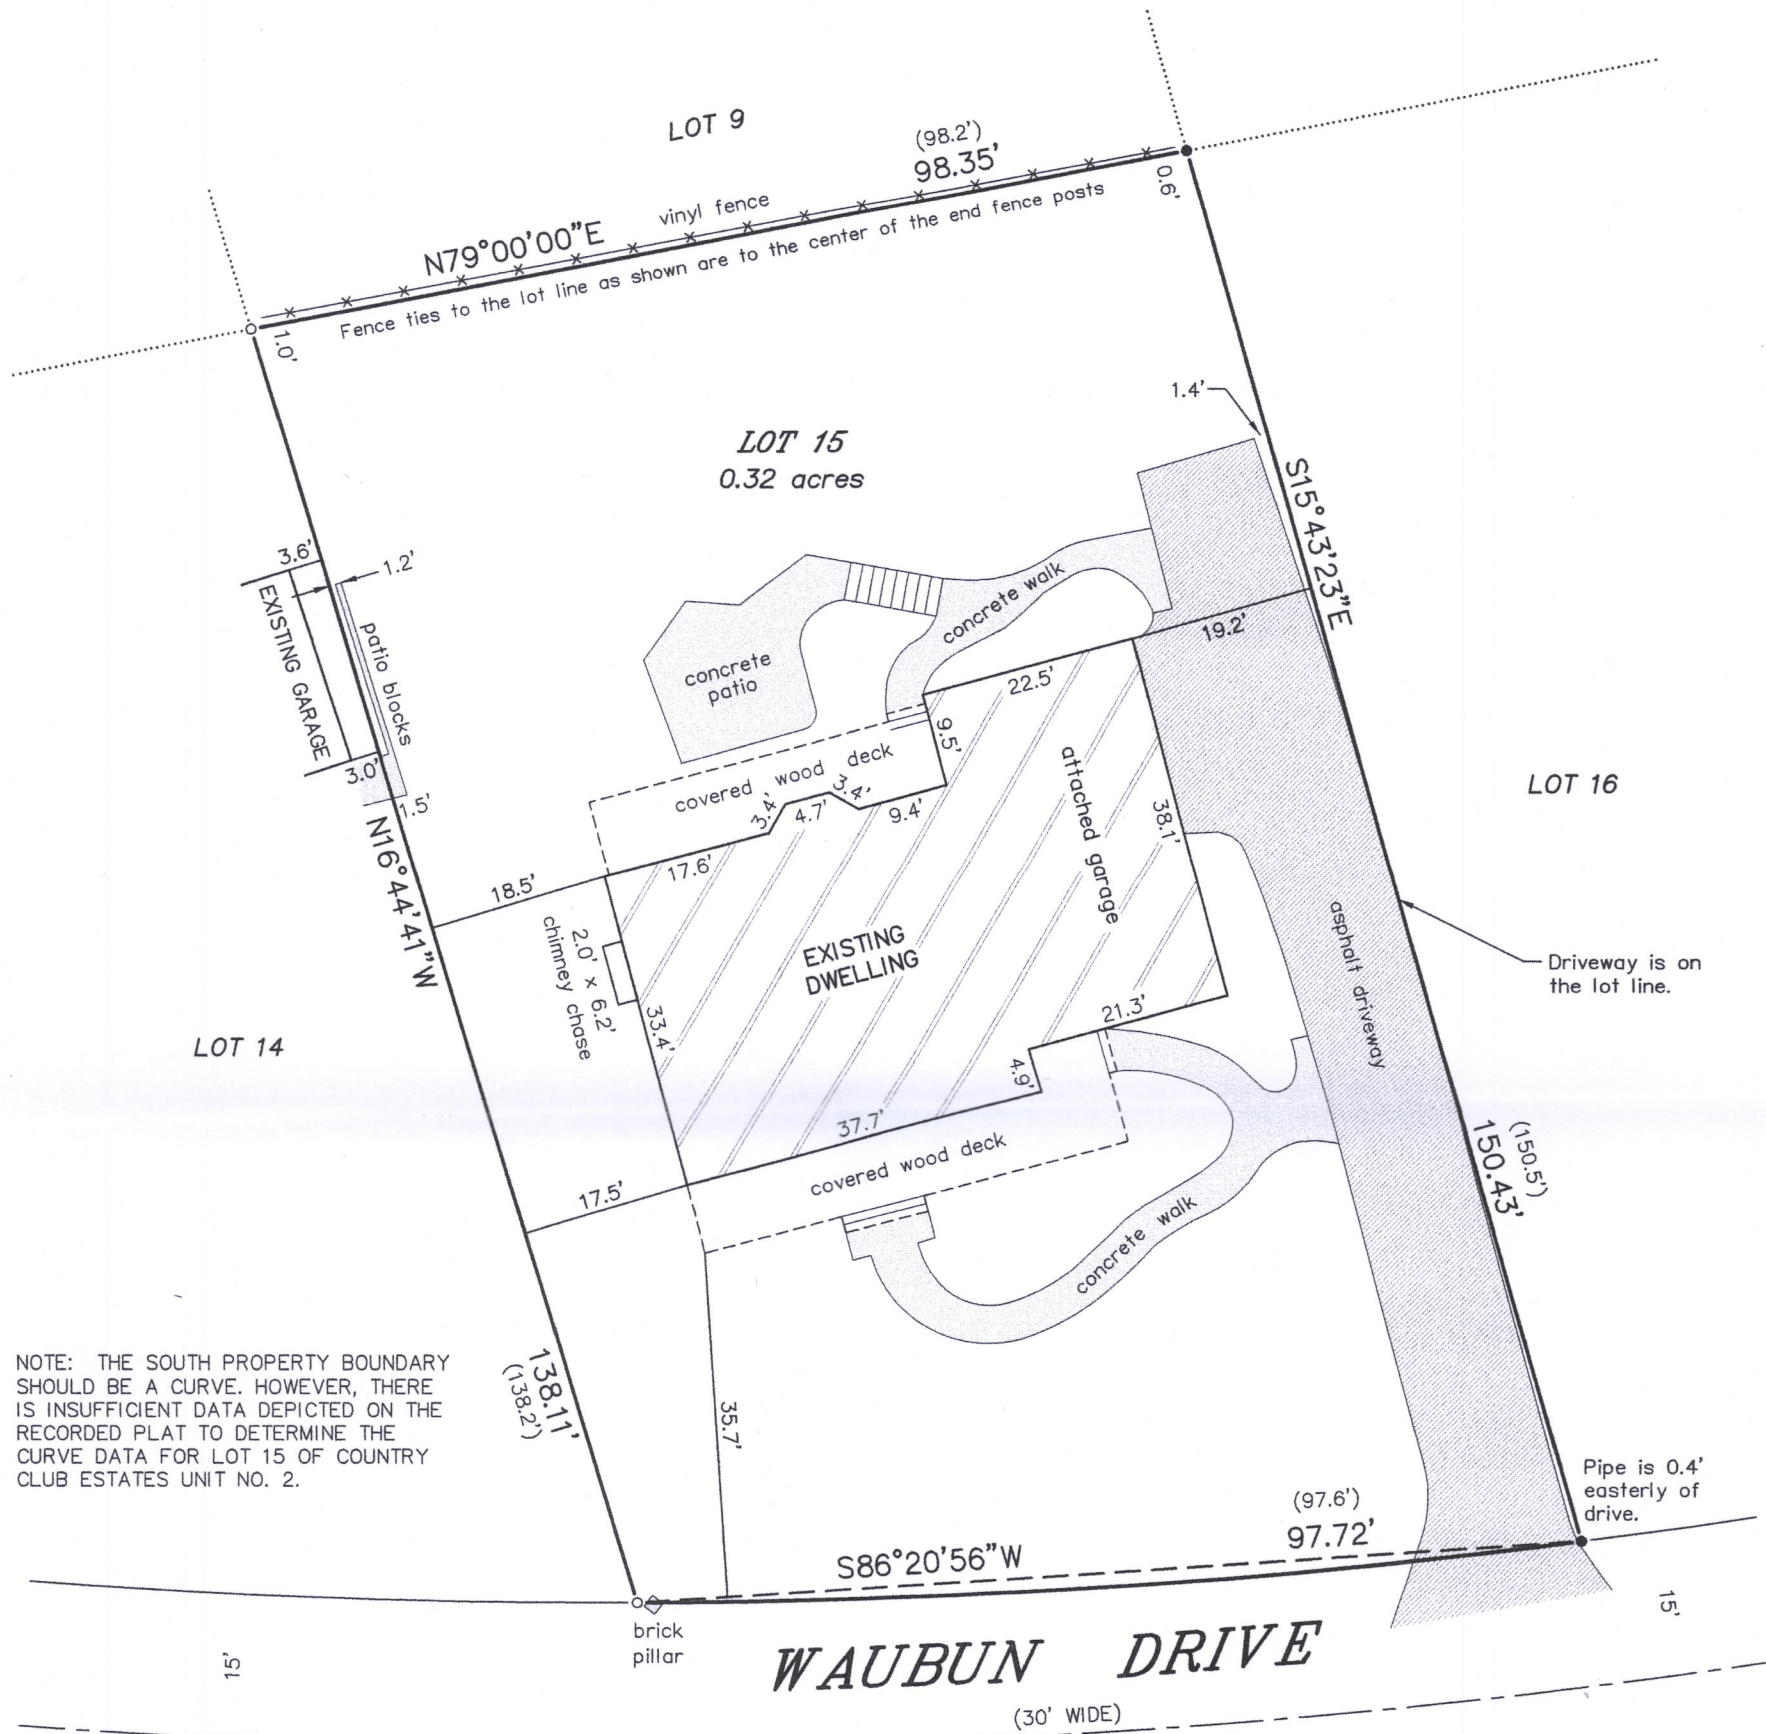 LOT 9
(98.2')
98.35'
N79°00'00"E
vinyl fence
Fence ties to the lot line as shown are to the center of the end fence posts
0.6'
1.0'
LOT 15
0.32 acres
1.4'
S15°43'23"E
3.6'
1.2'
EXISTING GARAGE
patio blocks
3.0'
1.5'
N16°44'41"W
concrete
patio
concrete walk
19.2'
22.5'
9.5'
covered wood deck
3.4'
4.7'
3.4'
9.4'
attached garage
38.1'
LOT 16
18.5'
17.6'
2.0' x 6.2'
chimney chase
EXISTING
DWELLING
33.4'
asphalt driveway
Driveway is on
the lot line.
21.3'
4.9'
LOT 14
37.7'
covered wood deck
17.5'
concrete walk
(150.5')
150.43'
138.11'
(138.2')
35.7'
NOTE: THE SOUTH PROPERTY BOUNDARY
SHOULD BE A CURVE. HOWEVER, THERE
IS INSUFFICIENT DATA DEPICTED ON THE
RECORDED PLAT TO DETERMINE THE
CURVE DATA FOR LOT 15 OF COUNTRY
CLUB ESTATES UNIT NO. 2.
Pipe is 0.4'
easterly of
drive.
(97.6')
97.72'
S86°20'56"W
brick
pillar
15'
15'
WAUBUN DRIVE
(30' WIDE)